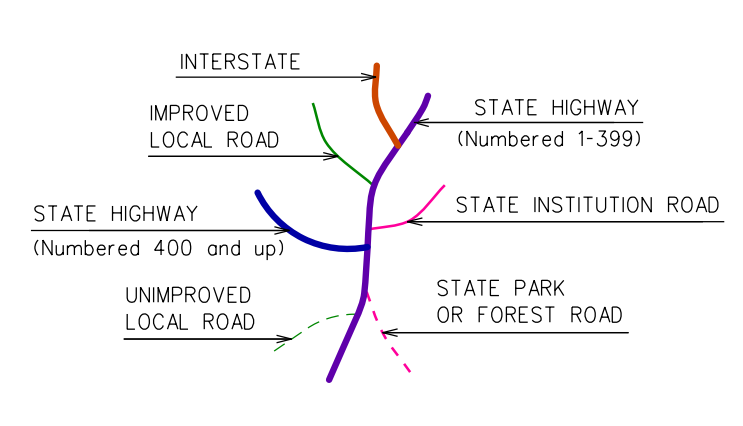 INTERSTATE
IMPROVED
LOCAL ROAD
STATE HIGHWAY
(Numbered 1-399)
STATE HIGHWAY
(Numbered 400 and up)
STATE INSTITUTION ROAD
UNIMPROVED
LOCAL ROAD
STATE PARK
OR FOREST ROAD